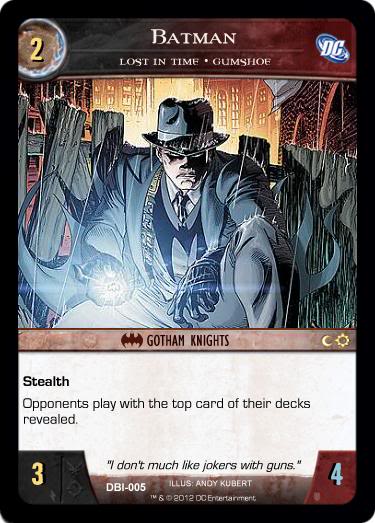 2
BATMAN
DC
LOST IN TIME • GUMSHOE
GOTHAM KNIGHTS
Stealth
Opponents play with the top card of their decks
revealed.
"I don't much like jokers with guns."
3
DBI-005
ILLUS: ANDY KUBERT
4
™ & © 2012 DC Entertainment